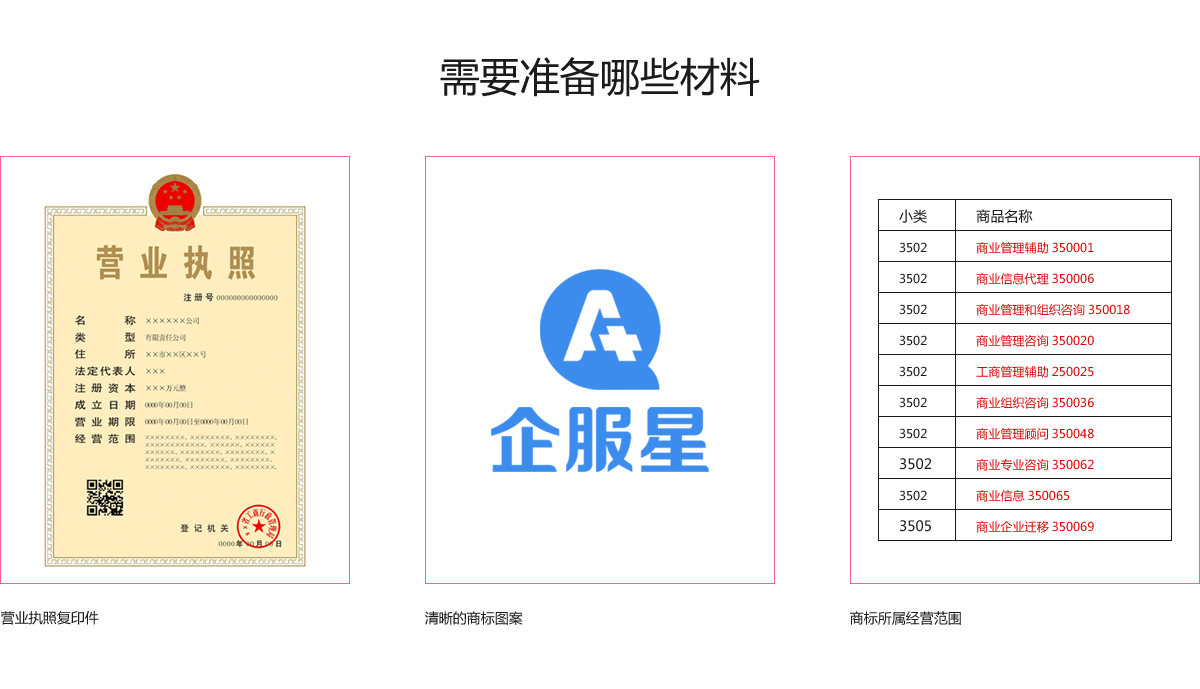 需要准备哪些材料
营业执照
注册号 000000000000000
名称 ××××××公司
类型 有限责任公司
住所 ××市××区××号
法定代表人 ×××
注册资本 ×××万元整
成立日期 0000年00月00日
营业期限 0000年00月00日至0000年00月00日
经营范围 ××××××××，××××××××，××××××××，
登记机关
0000年00月00日
企服星
小类 商品名称
3502 商业管理辅助 350001
3502 商业信息代理 350006
3502 商业管理和组织咨询 350018
3502 商业管理咨询 350020
3502 工商管理辅助 250025
3502 商业组织咨询 350036
3502 商业管理顾问 350048
3502 商业专业咨询 350062
3502 商业信息 350065
3505 商业企业迁移 350069
营业执照复印件
清晰的商标图案
商标所属经营范围